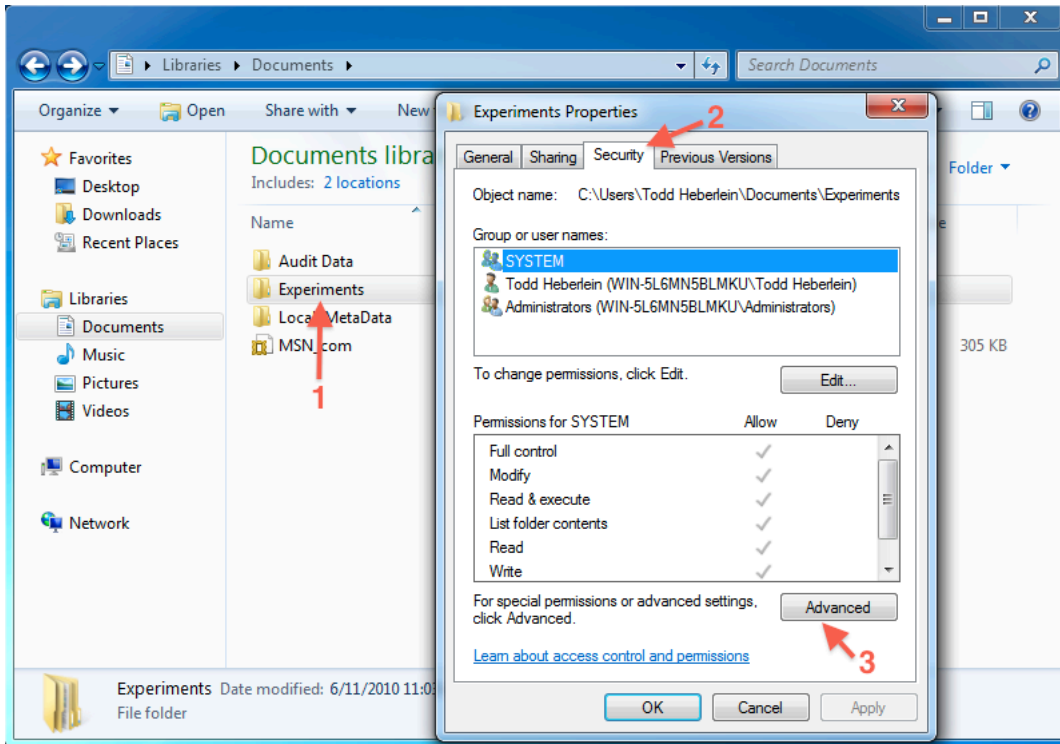 Libraries Documents
Search Documents
Organize Open Share with New
Experiments Properties
2
Favorites
Desktop
Downloads
Recent Places
Libraries
Documents
Music
Pictures
Videos
Computer
Network
Documents libra
Includes: 2 locations
Folder
Name
Audit Data
Experiments
MSN_com
305 KB
1
General Sharing Security Previous Versions
Object name: C:\Users\Todd Heberlein\Documents\Experiments
Group or user names:
SYSTEM
Todd Heberlein (WIN-5L6MN5BLMKU\Todd Heberlein)
Administrators (WIN-5L6MN5BLMKU\Administrators)
To change permissions, click Edit.
Edit...
Permissions for SYSTEM Allow Deny
Full control
Modify
Read & execute
List folder contents
Read
Write
For special permissions or advanced settings,
click Advanced.
Advanced
3
Learn about access control and permissions
OK Cancel Apply
Experiments Date modified: 6/11/2010 11:03
File folder